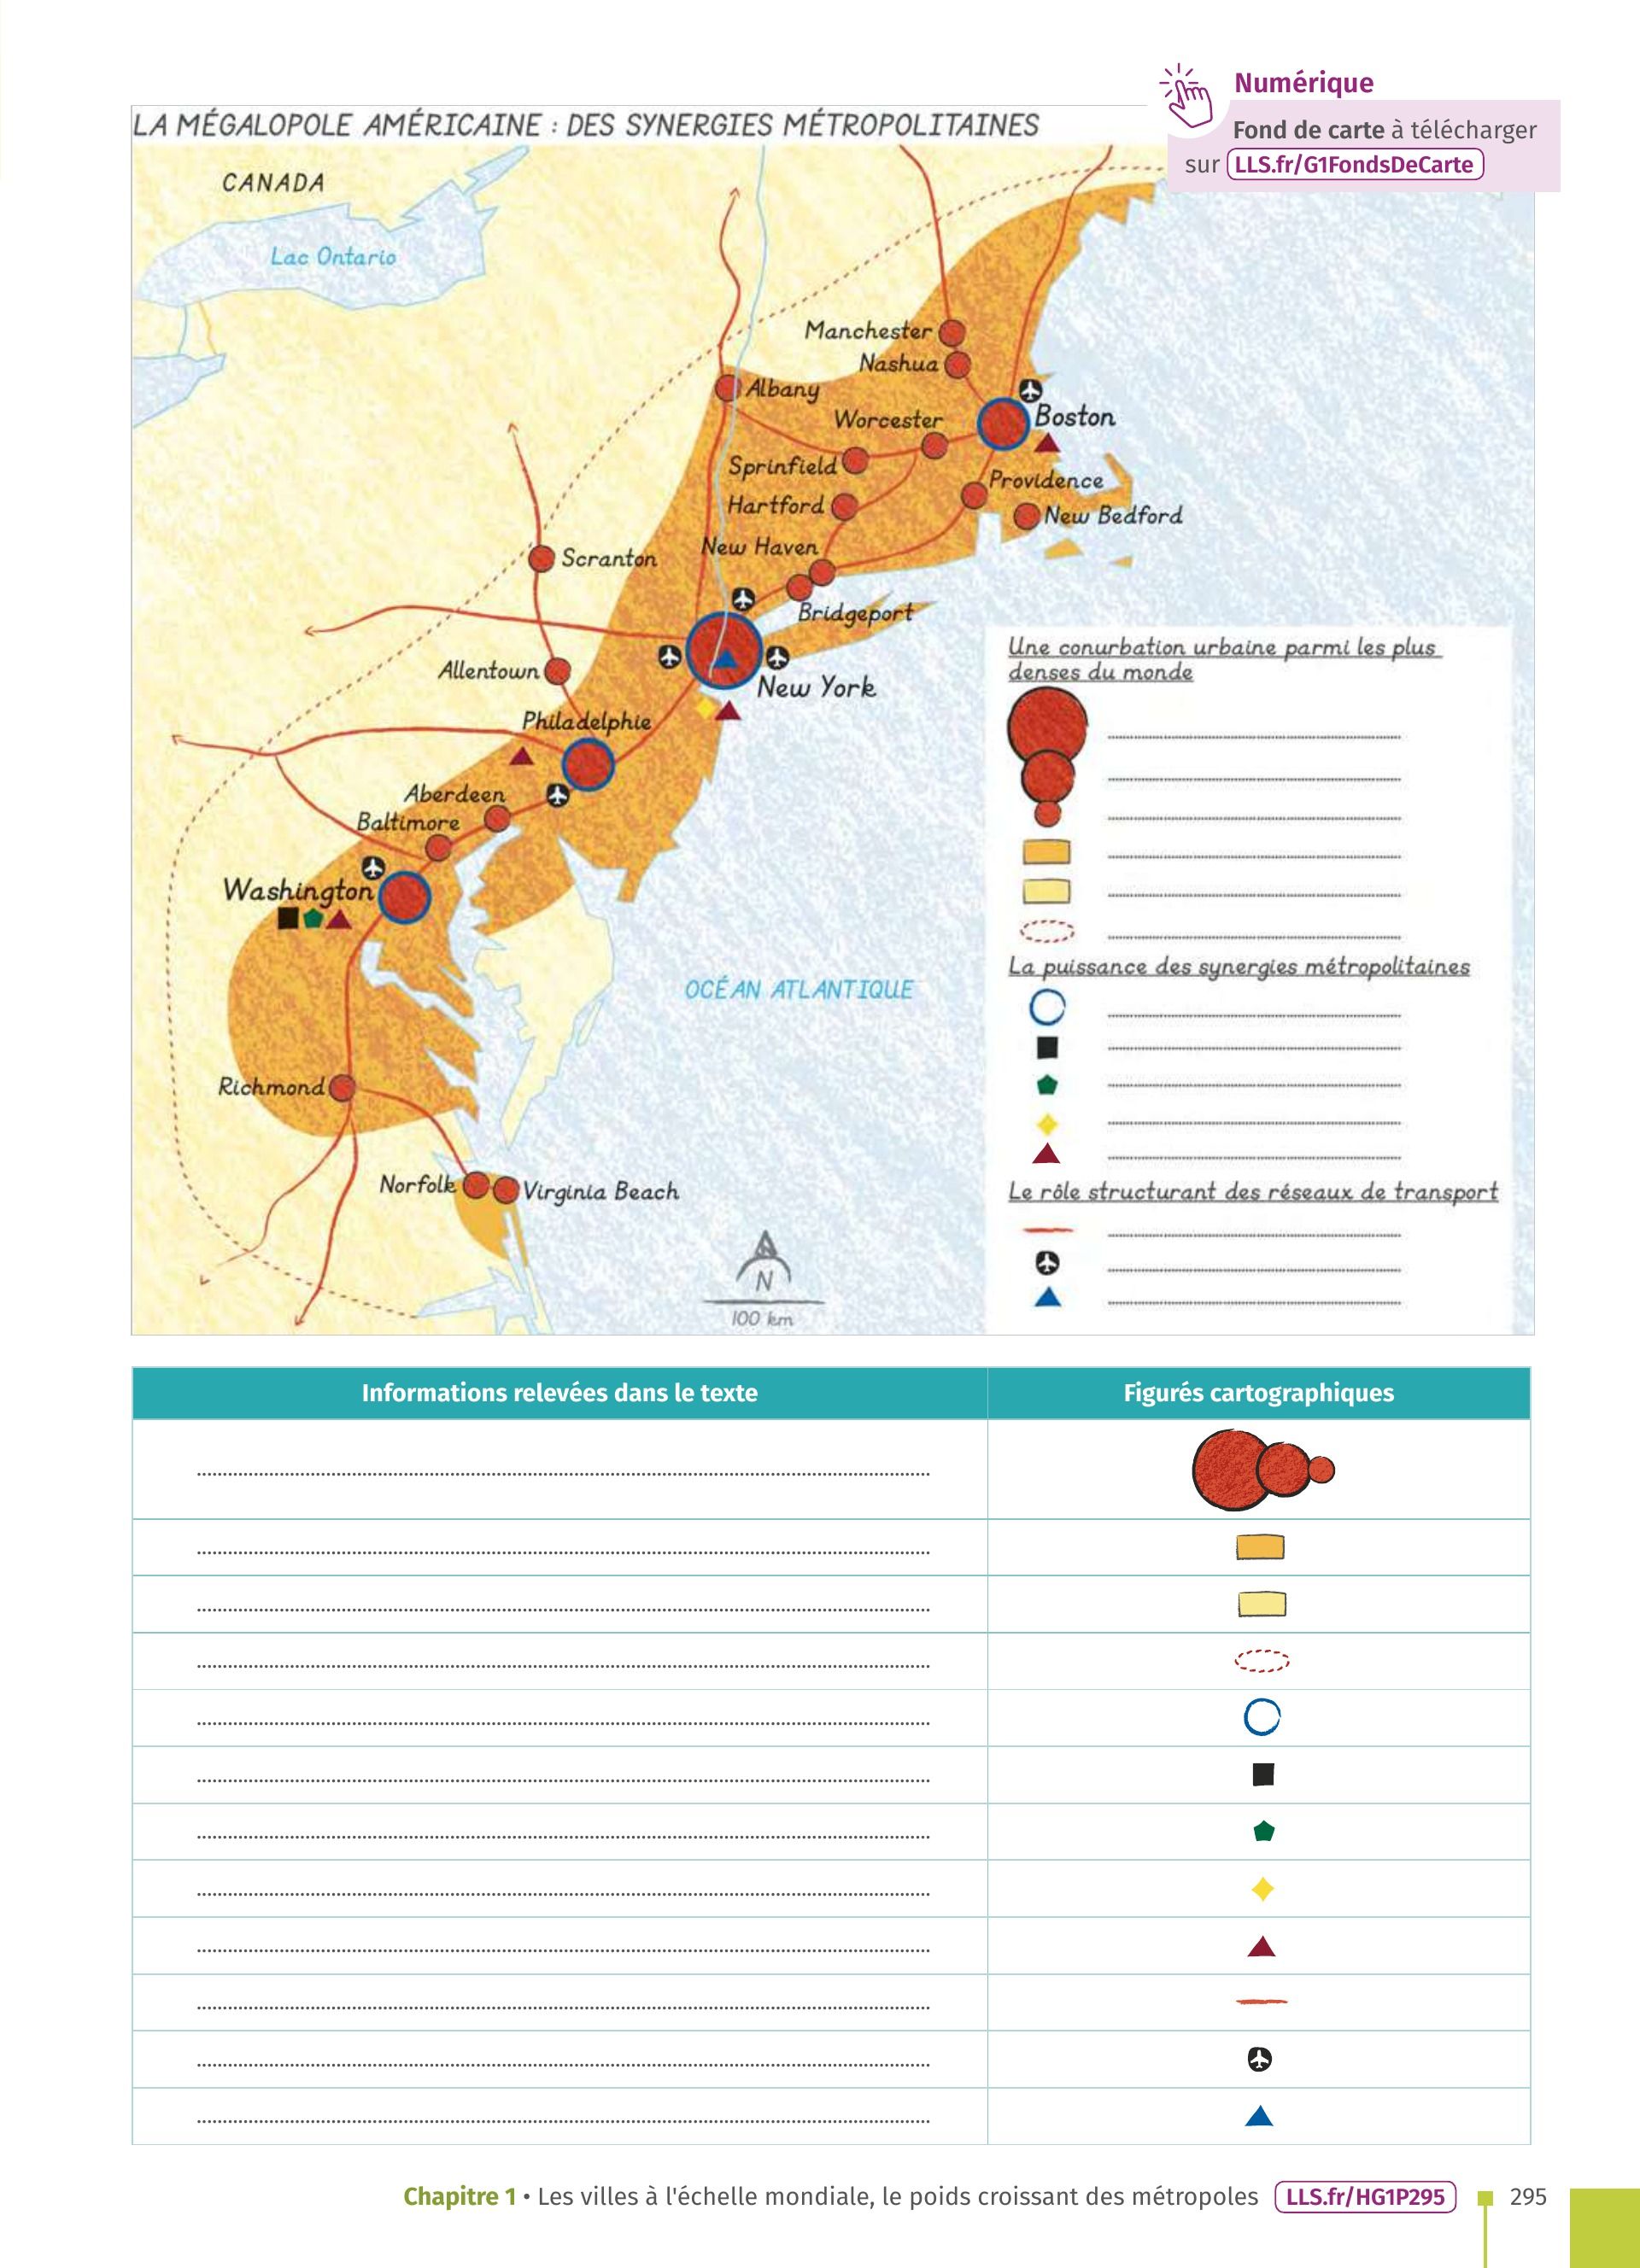 Numérique
Fond de carte à télécharger
sur LLS.fr/G1FondsDeCarte
LA MÉGALOPOLE AMÉRICAINE : DES SYNERGIES MÉTROPOLITAINES
CANADA
Lac Ontario
Manchester
Nashua
Albany
Boston
Worcester
Sprinfield
Providence
Hartford
New Bedford
New Haven
Scranton
Bridgeport
Allentown
New York
Philadelphie
Aberdeen
Baltimore
Washington
OCÉAN ATLANTIQUE
Richmond
Norfolk
Virginia Beach
N
100 km
Une conurbation urbaine parmi les plus
denses du monde
La puissance des synergies métropolitaines
Le rôle structurant des réseaux de transport
Informations relevées dans le texte
Figurés cartographiques
Chapitre 1 • Les villes à l'échelle mondiale, le poids croissant des métropoles LLS.fr/HG1P295 295